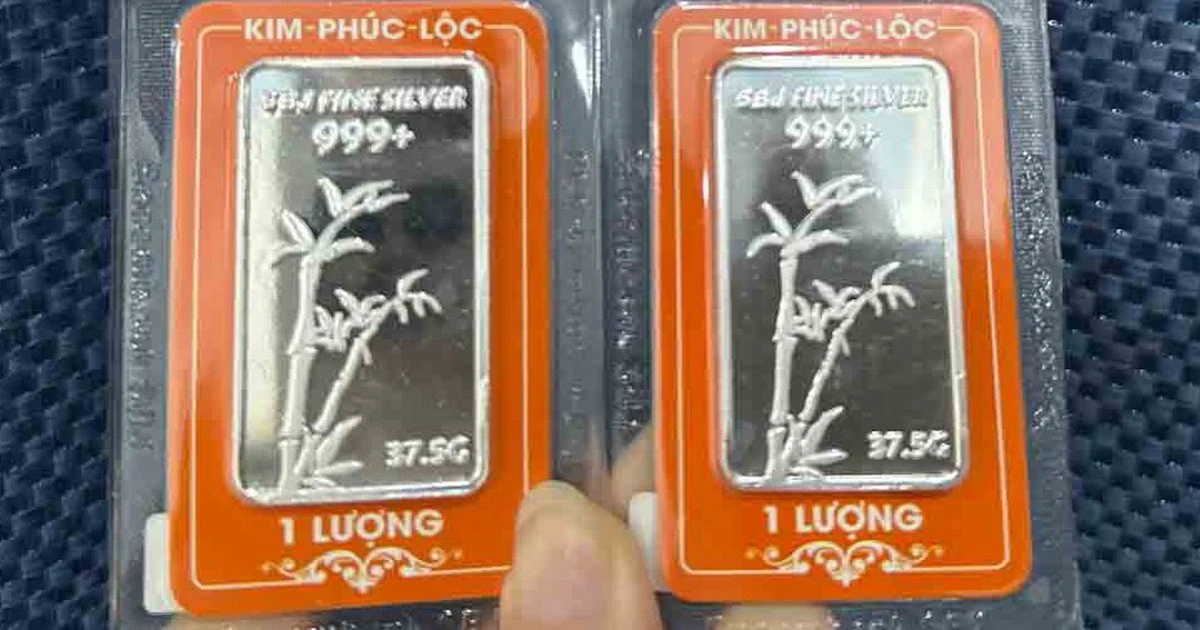 KIM-PHÚC-LỘC
SBJ FINE SILVER
999+
37.5G
1 LƯỢNG
KIM-PHÚC-LỘC
SBJ FINE SILVER
999+
37.5G
1 LƯỢNG